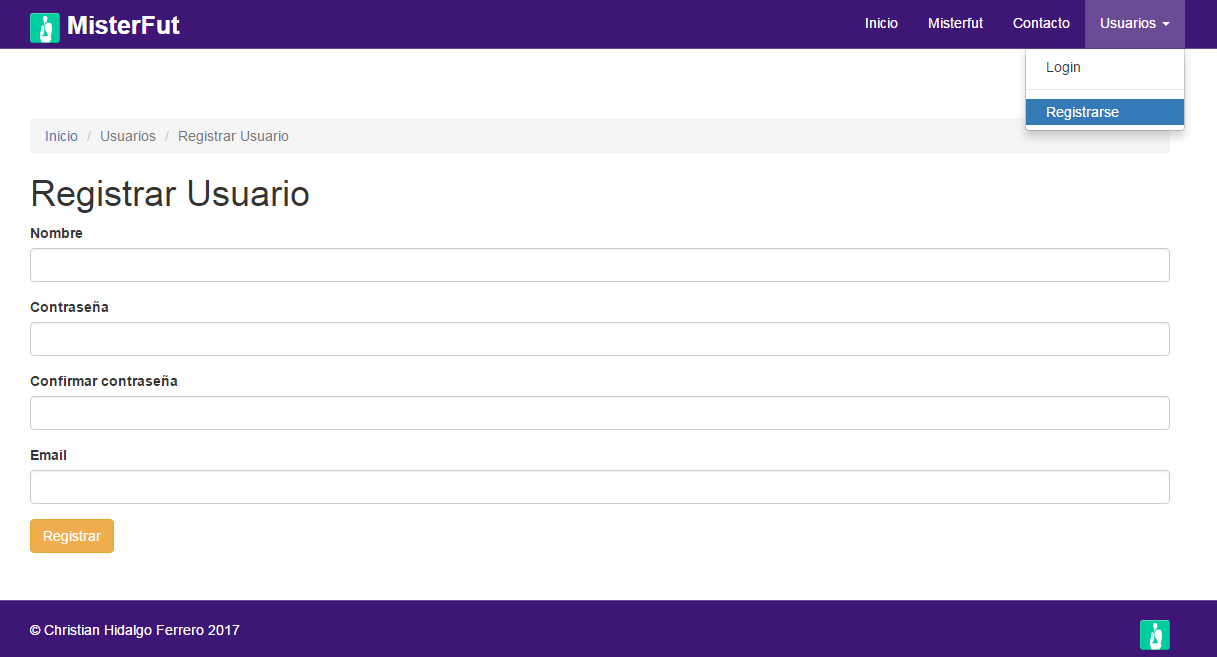 MisterFut
Inicio Misterfut Contacto Usuarios
Login
Registrarse
Inicio / Usuarios / Registrar Usuario
Registrar Usuario
Nombre
Contraseña
Confirmar contraseña
Email
Registrar
© Christian Hidalgo Ferrero 2017